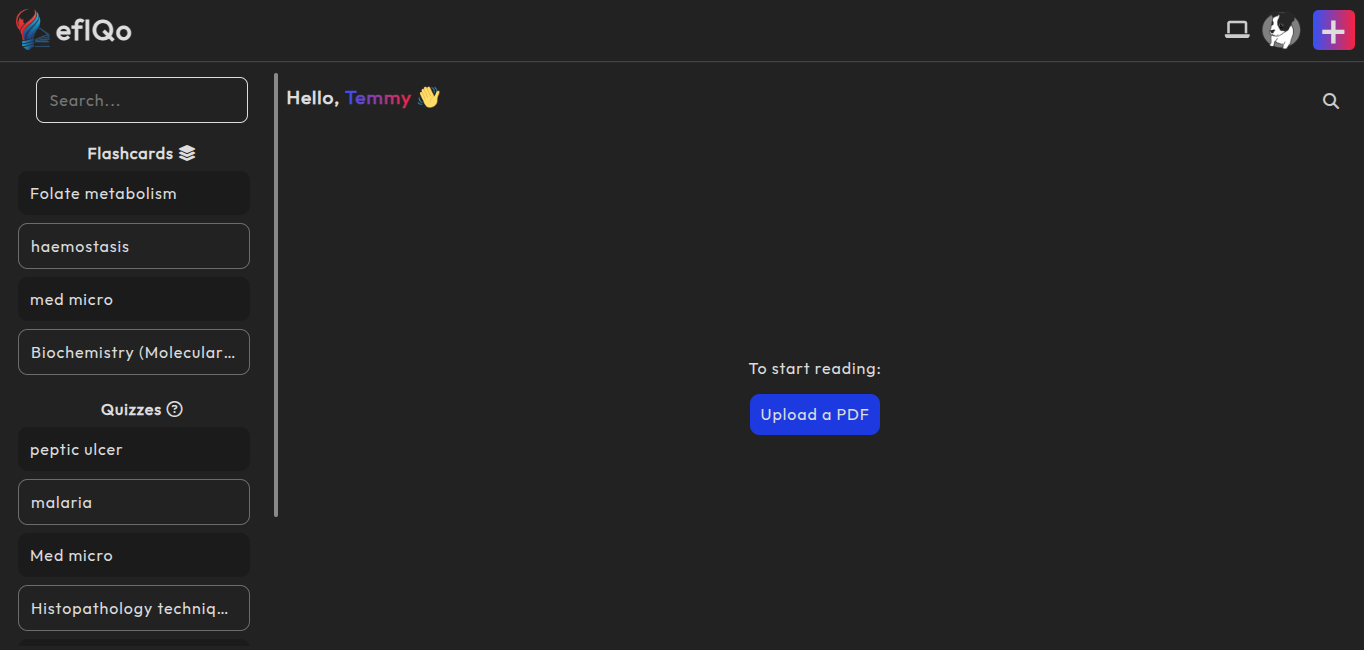 efIQo
Search...
Flashcards
Folate metabolism
haemostasis
med micro
Biochemistry (Molecular...
Quizzes
peptic ulcer
malaria
Med micro
Histopathology techniq...
Hello, Temmy 👋
To start reading:
Upload a PDF